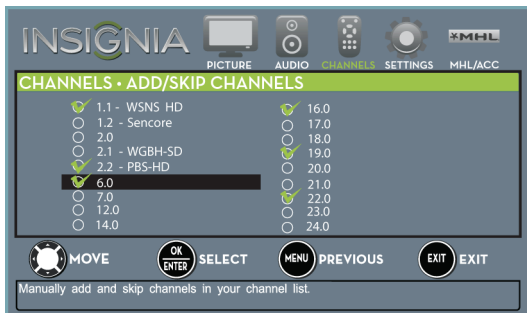 INSIGNIA
PICTURE AUDIO CHANNELS SETTINGS MHL/ACC
MHL
CHANNELS • ADD/SKIP CHANNELS
1.1 - WSNS HD
1.2 - Sencore
2.0
2.1 - WGBH-SD
2.2 - PBS-HD
6.0
7.0
12.0
14.0
16.0
17.0
18.0
19.0
20.0
21.0
22.0
23.0
24.0
MOVE OK ENTER SELECT MENU PREVIOUS EXIT EXIT
Manually add and skip channels in your channel list.